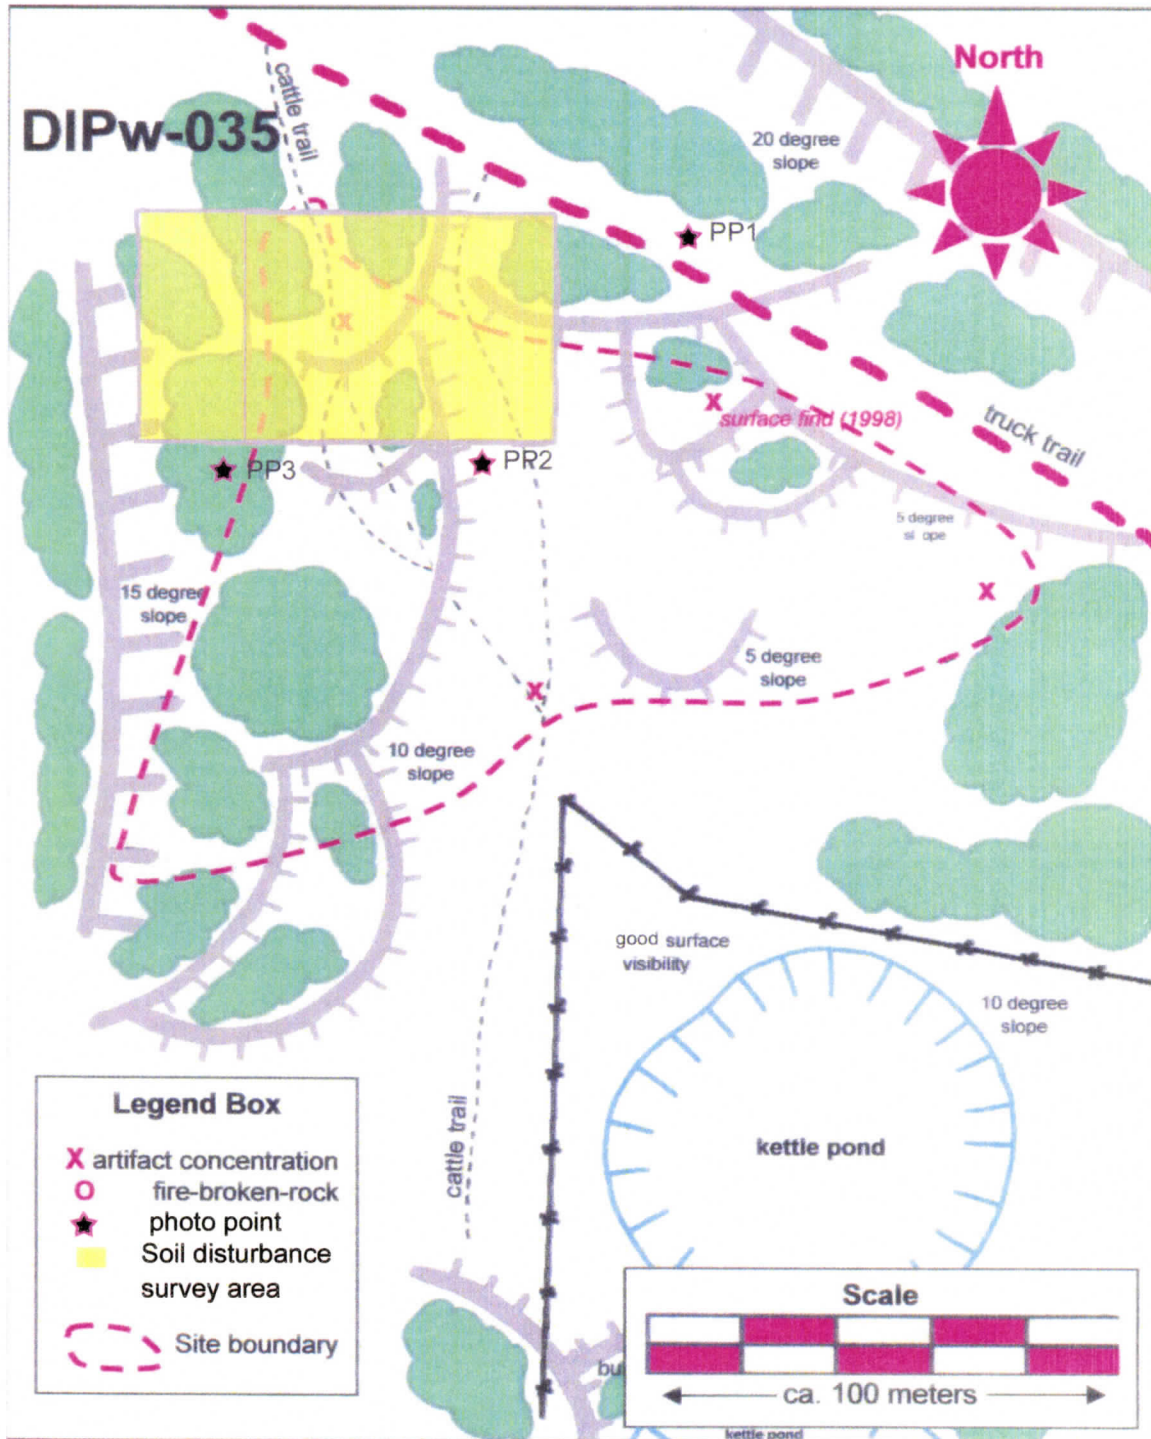 North
cattle trail
DIPw-035
20 degree
slope
PP1
surface find (1998)
truck trail
PP3
PP2
5 degree
sl ope
15 degree
slope
5 degree
slope
10 degree
slope
good surface
visibility
10 degree
slope
cattle trail
kettle pond
Legend Box
X artifact concentration
O fire-broken-rock
photo point
Soil disturbance
survey area
Site boundary
Scale
ca. 100 meters
kettle pond